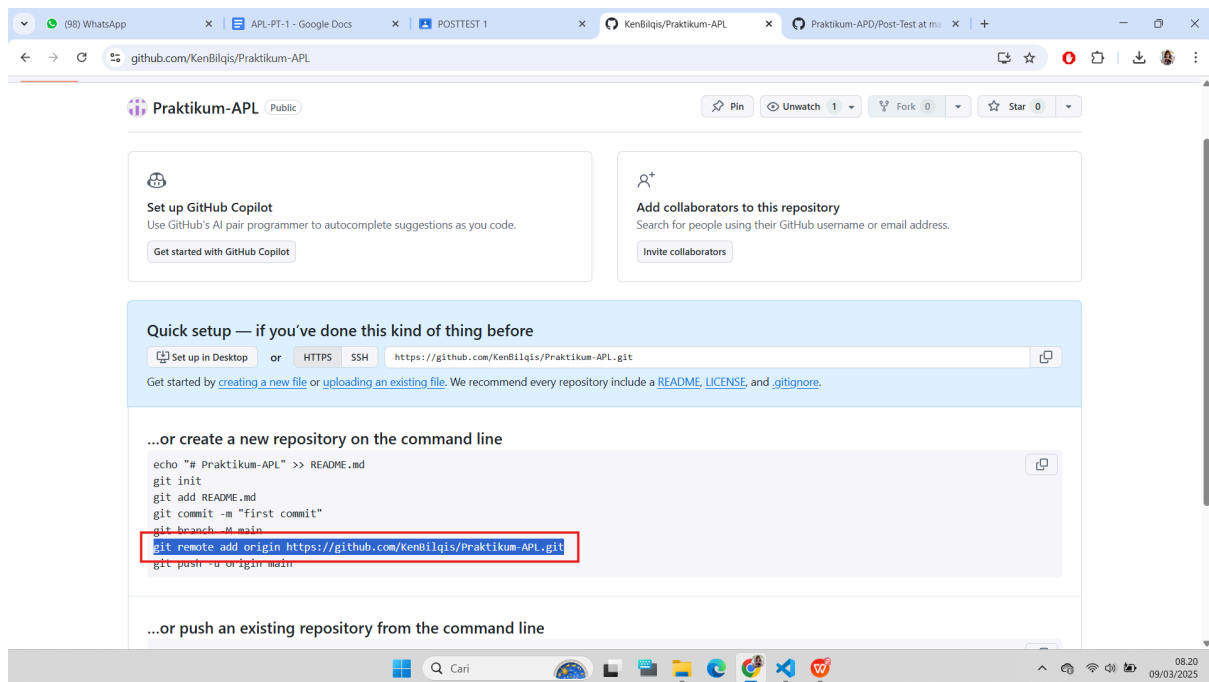 (98) WhatsApp
APL-PT-1 - Google Docs
POSTTEST 1
KenBilqis/Praktikum-APL
Praktikum-APD/Post-Test at ma
github.com/KenBilqis/Praktikum-APL
Praktikum-APL Public
Pin
Unwatch 1
Fork 0
Star 0
Set up GitHub Copilot
Use GitHub's AI pair programmer to autocomplete suggestions as you code.
Get started with GitHub Copilot
Add collaborators to this repository
Search for people using their GitHub username or email address.
Invite collaborators
Quick setup — if you've done this kind of thing before
Set up in Desktop or HTTPS SSH https://github.com/KenBilqis/Praktikum-APL.git
Get started by creating a new file or uploading an existing file. We recommend every repository include a README, LICENSE, and .gitignore.
...or create a new repository on the command line
echo "# Praktikum-APL" >> README.md
git init
git add README.md
git commit -m "first commit"
git branch -M main
git remote add origin https://github.com/KenBilqis/Praktikum-APL.git
git push -u origin main
...or push an existing repository from the command line
Cari
08.20
09/03/2025